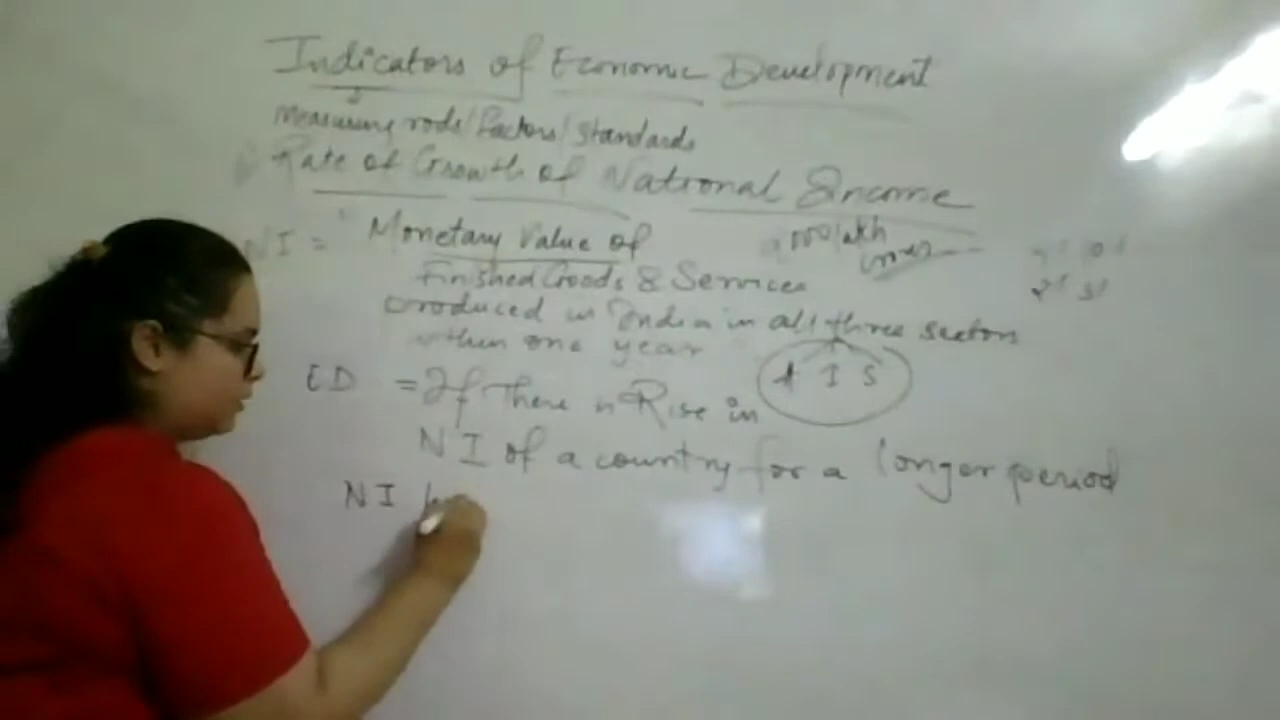 Indicators of Economic Development
Measuring rods/factors/standards
Rate of Growth of National Income
NI = Monetary Value of
Finished Goods & Services
produced in India in all three sectors
within one year
A I S
ED = If There is Rise in
NI of a country for a longer period
NI